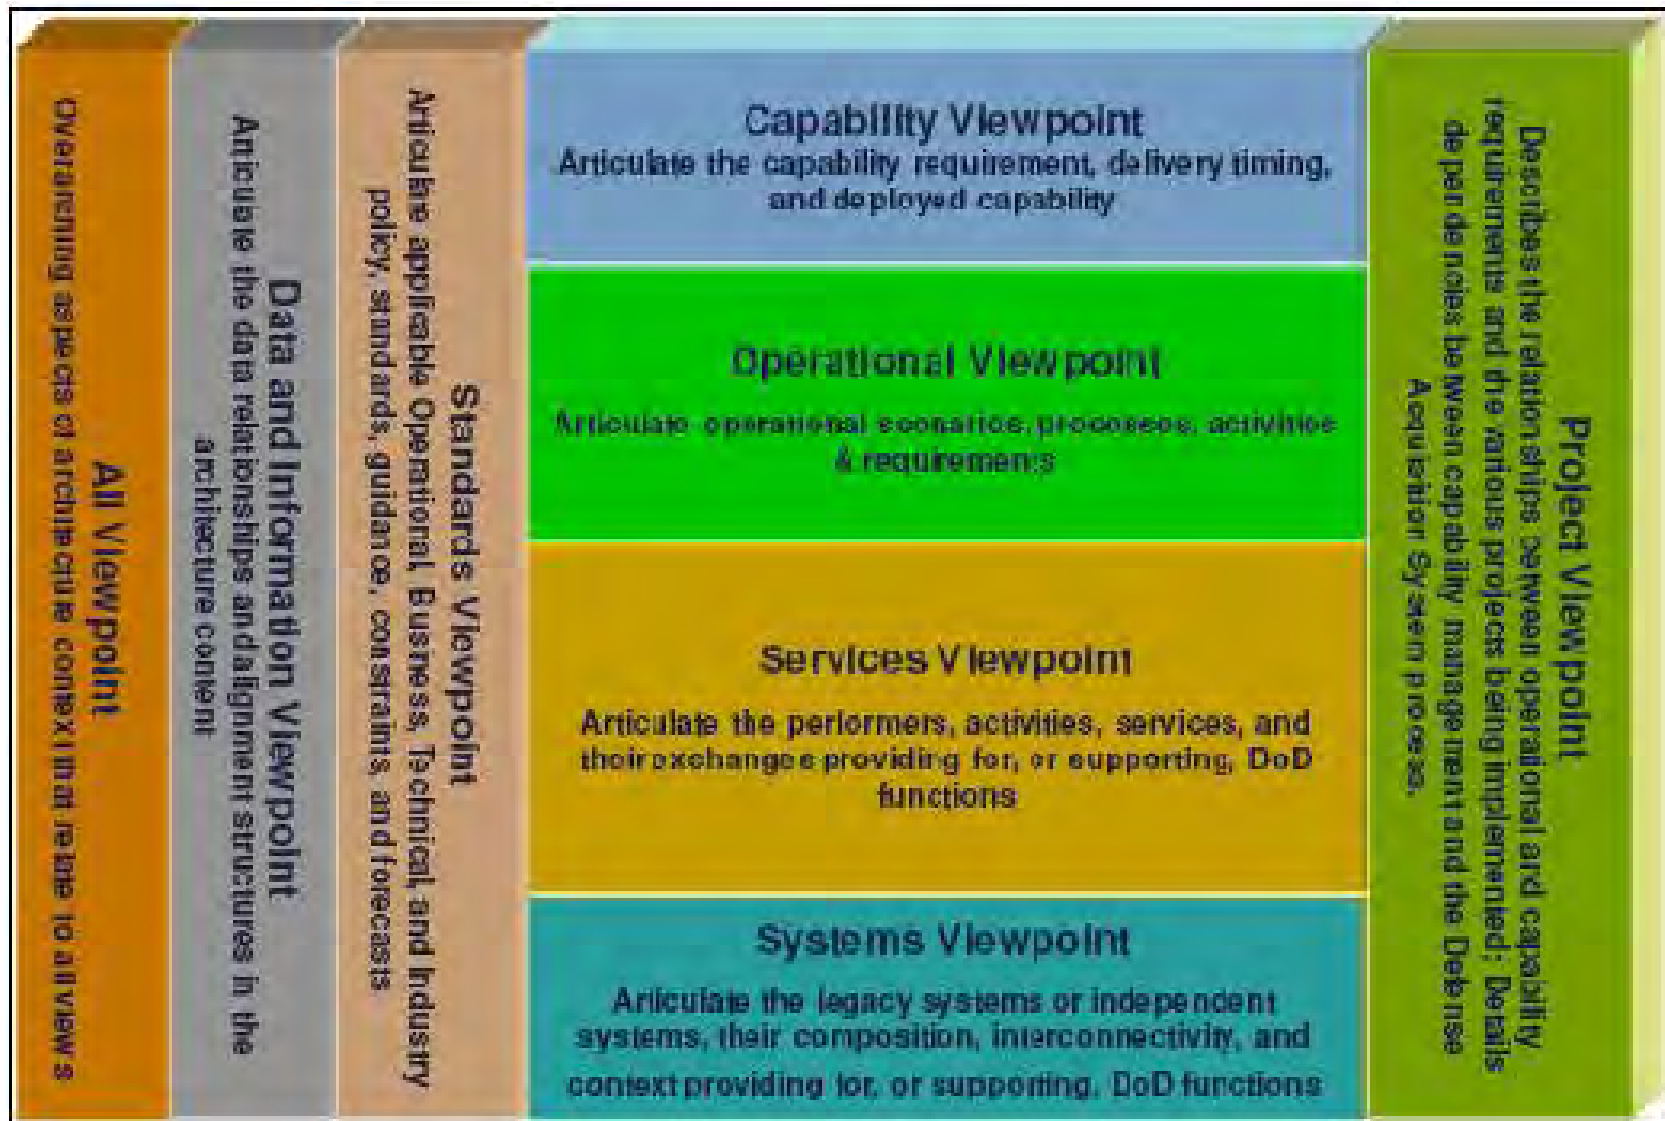 All Viewpoint
Overarching aspects of architecture context that relate to all views
Data and Information Viewpoint
Articulate the data relationships and alignment structures in the
architecture content
Standards Viewpoint
Articulate applicable Operational, Business, Technical, and Industry
policy, standards, guidance, constraints, and forecasts
Capability Viewpoint
Articulate the capability requirement, delivery timing,
and deployed capability
Operational Viewpoint
Articulate operational scenarios, processes, activities
& requirements
Services Viewpoint
Articulate the performers, activities, services, and
their exchanges providing for, or supporting, DoD
functions
Systems Viewpoint
Articulate the legacy systems or independent
systems, their composition, interconnectivity, and
context providing for, or supporting, DoD functions
Project Viewpoint
Describes the relationships between operational and capability
requirements and the various projects being implemented; Details
dependencies between capability management and the Defense
Acquisition System process.